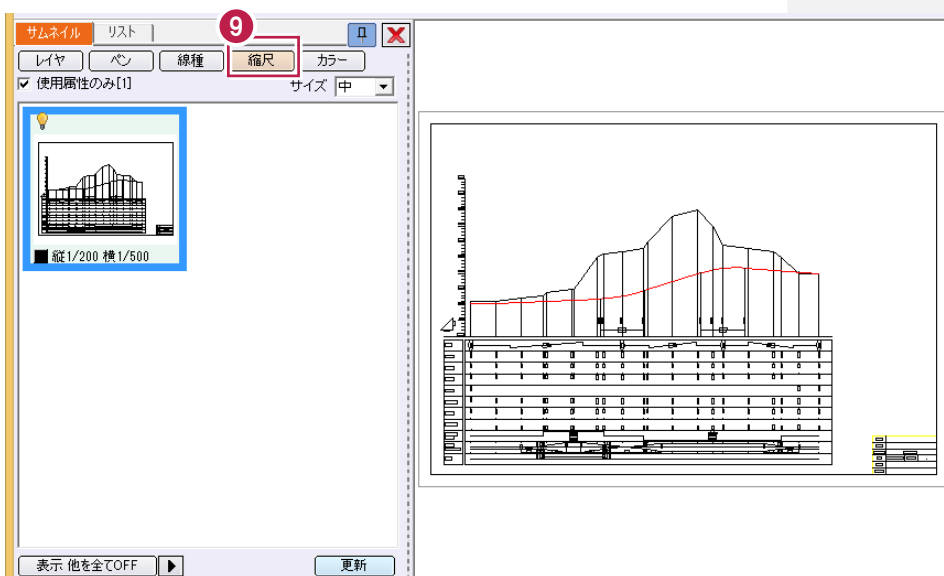 サムネイル リスト
9
レイヤ ペン 線種 縮尺 カラー
使用属性のみ[1] サイズ 中
縦1/200 横1/500
表示 他を全てOFF 更新